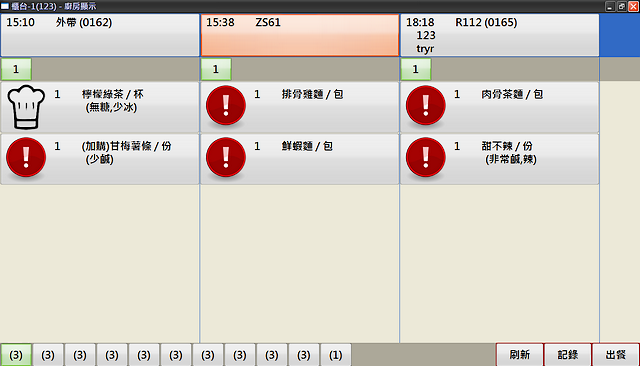 櫃台-1(123) - 廚房顯示
15:10 外帶 (0162)
15:38 ZS61
18:18 R112 (0165)
123
tryr
1
1
1
1 檸檬綠茶 / 杯
(無糖,少冰)
1 排骨雞麵 / 包
1 肉骨茶麵 / 包
1 (加購)甘梅薯條 / 份
(少鹹)
1 鮮蝦麵 / 包
1 甜不辣 / 份
(非常鹹,辣)
(3) (3) (3) (3) (3) (3) (3) (3) (3) (3) (1)
刷新 記錄 出餐